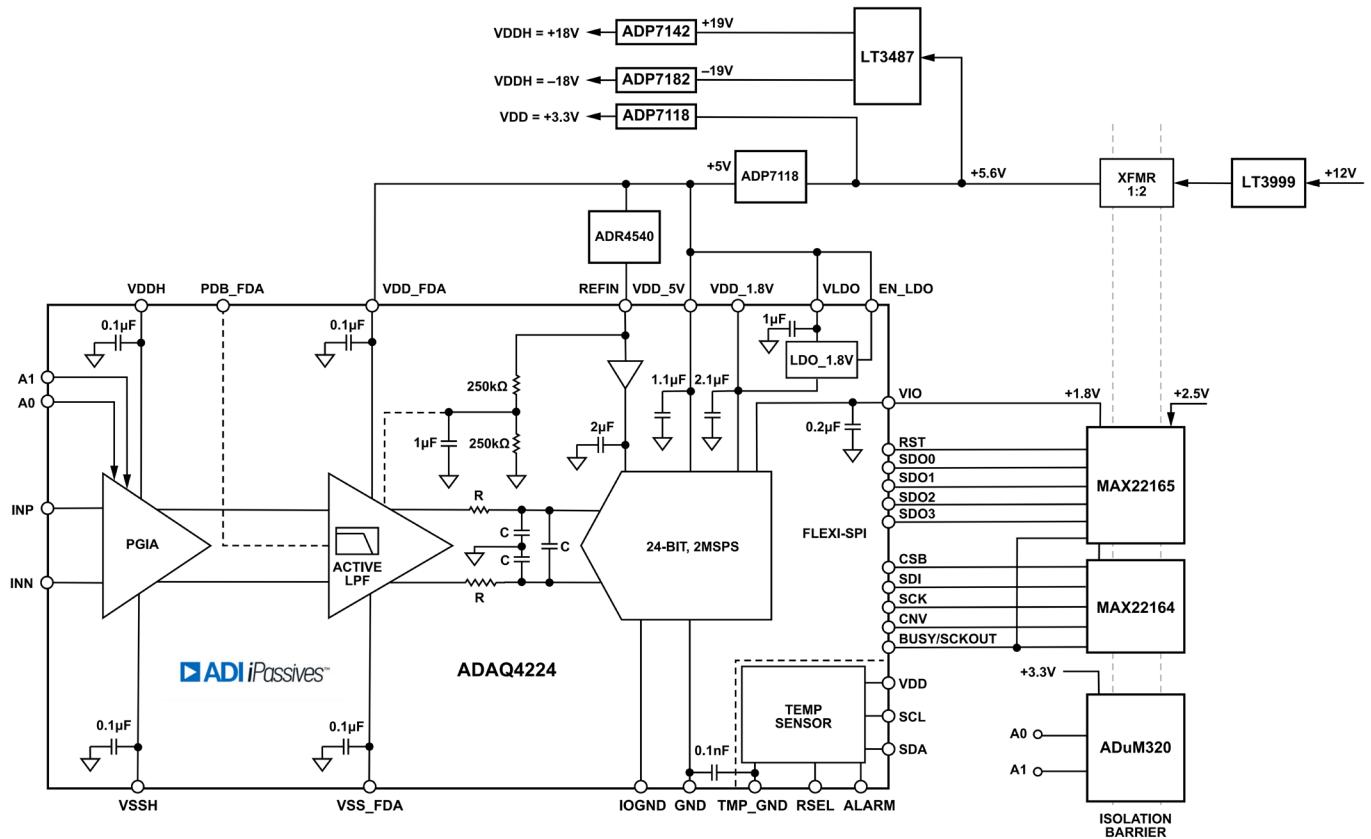 VDDH = +18V
ADP7142
+19V
LT3487
VDDH = –18V
ADP7182
–19V
VDD = +3.3V
ADP7118
+5V
ADP7118
+5.6V
XFMR
1:2
LT3999
+12V
ADR4540
VDDH
PDB_FDA
VDD_FDA
REFIN
VDD_5V
VDD_1.8V
VLDO
EN_LDO
0.1µF
0.1µF
1µF
LDO_1.8V
A1
A0
250kΩ
1.1µF
2.1µF
VIO
+1.8V
+2.5V
1µF
250kΩ
2µF
0.2µF
RST
SDO0
SDO1
SDO2
SDO3
MAX22165
INP
PGIA
R
C
C
C
24-BIT, 2MSPS
FLEXI-SPI
ACTIVE
LPF
INN
R
CSB
SDI
SCK
CNV
BUSY/SCKOUT
MAX22164
ADI iPassives™
ADAQ4224
+3.3V
TEMP
SENSOR
VDD
SCL
SDA
A0
A1
ADuM320
0.1µF
0.1µF
0.1nF
VSSH
VSS_FDA
IOGND
GND
TMP_GND
RSEL
ALARM
ISOLATION
BARRIER